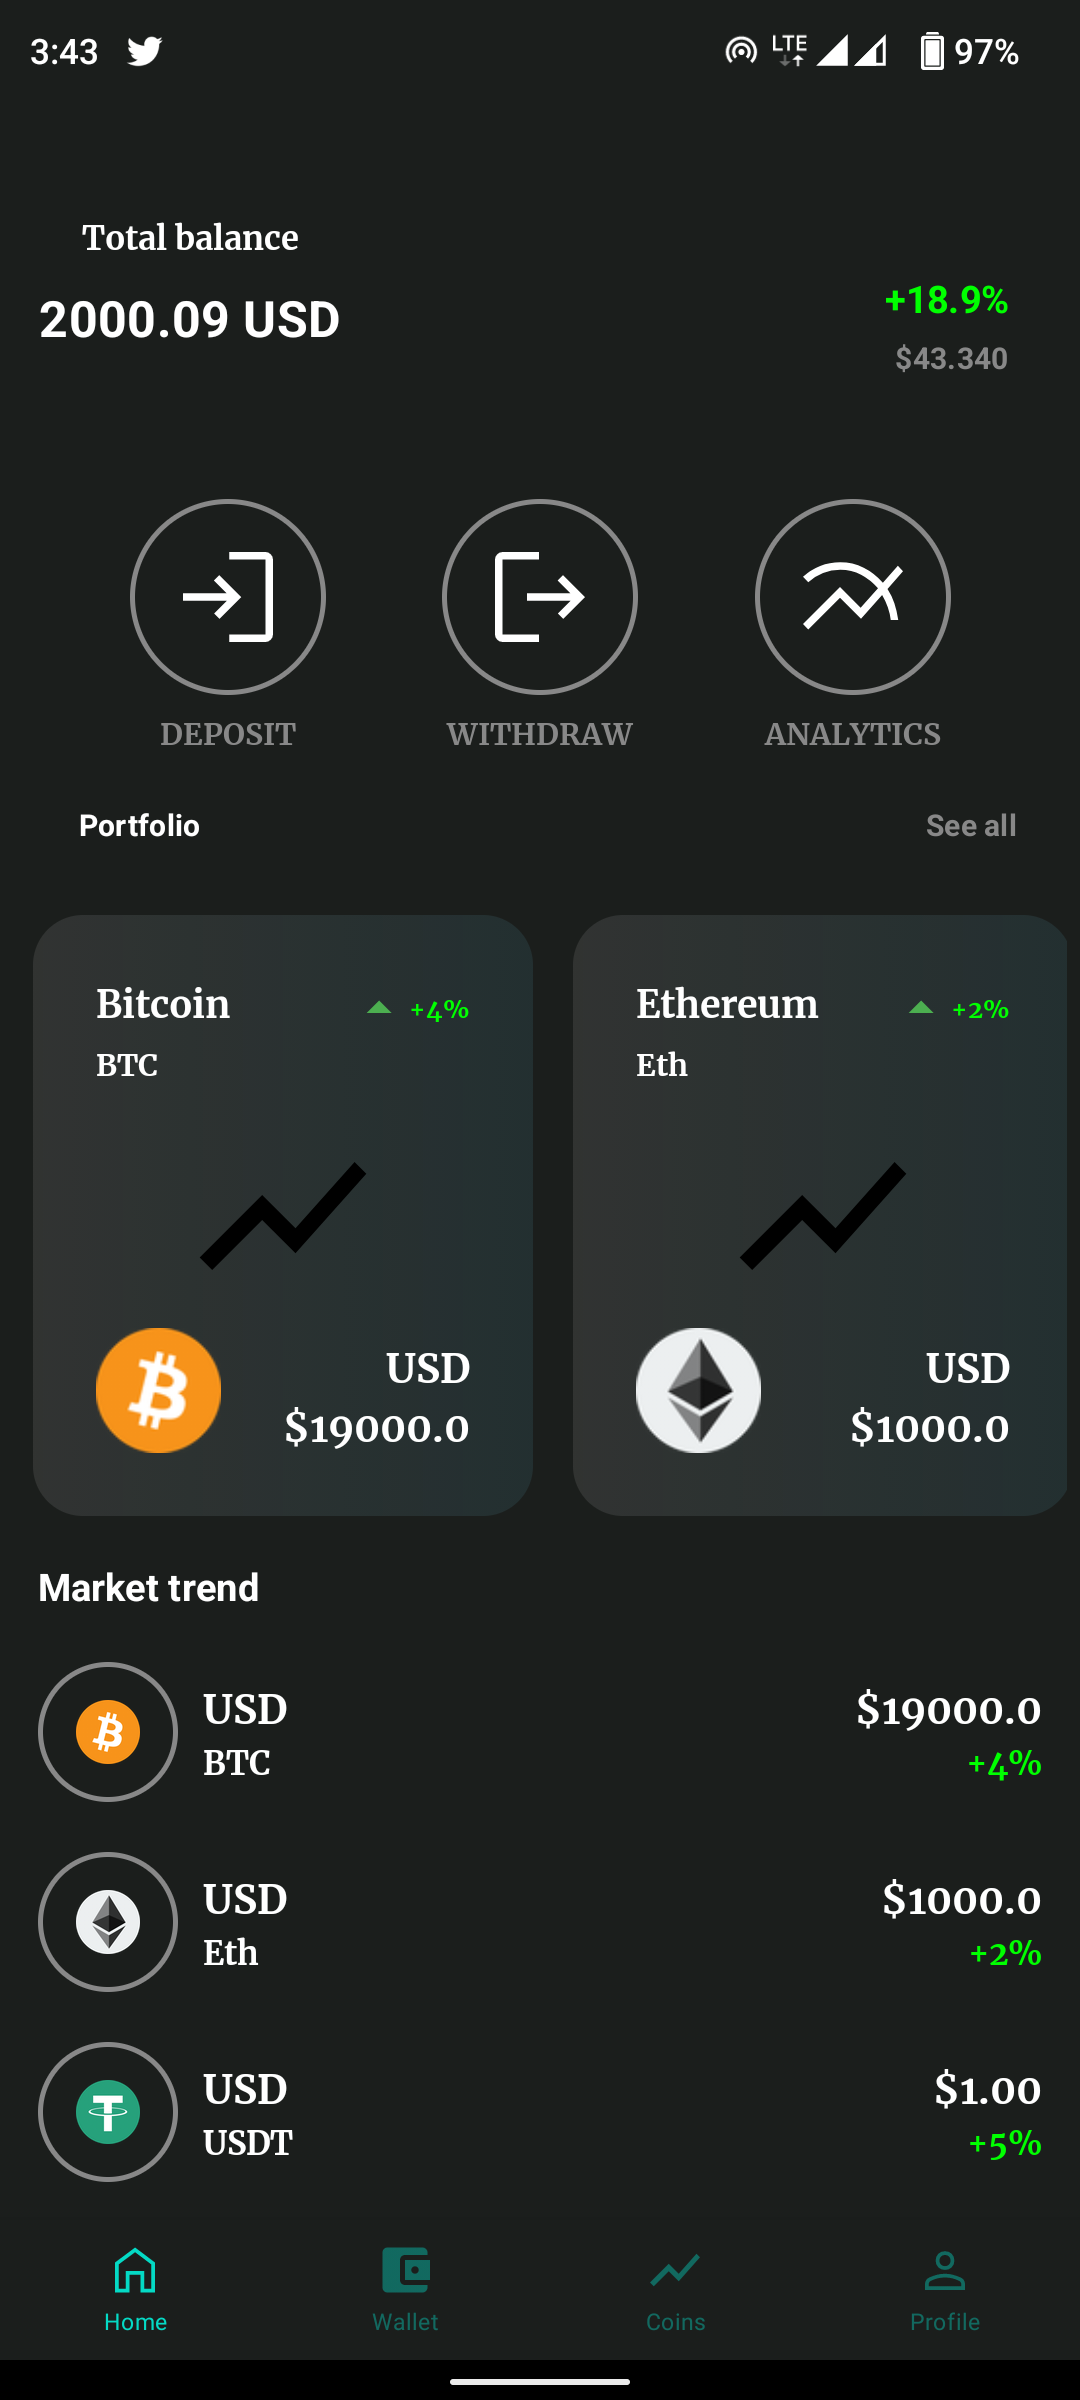 3:43 LTE 97%
Total balance
2000.09 USD
+18.9%
$43.340
DEPOSIT WITHDRAW ANALYTICS
Portfolio See all
Bitcoin +4%
BTC
USD
$19000.0
Ethereum +2%
Eth
USD
$1000.0
Market trend
USD $19000.0
BTC +4%
USD $1000.0
Eth +2%
USD $1.00
USDT +5%
Home Wallet Coins Profile